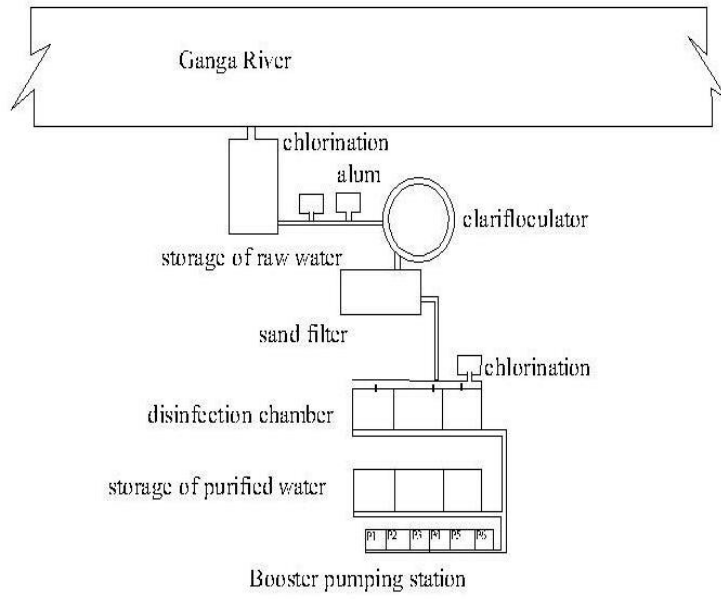 Ganga River
chlorination
alum
clarifloculator
storage of raw water
sand filter
chlorination
disinfection chamber
storage of purified water
P1 P2 P3 P4 P5 P6
Booster pumping station